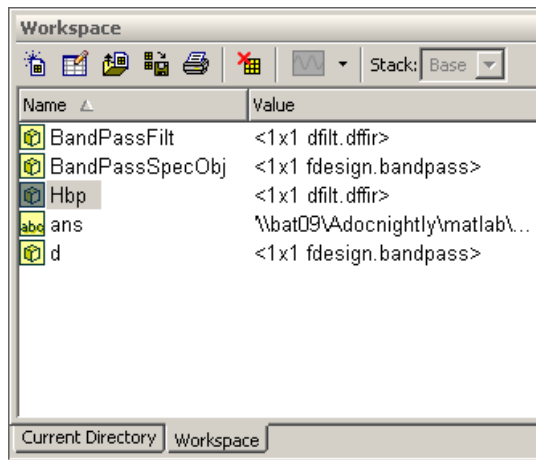 Workspace
Stack: Base
Name Value
BandPassFilt <1x1 dfilt.dffir>
BandPassSpecObj <1x1 fdesign.bandpass>
Hbp <1x1 dfilt.dffir>
abc ans '\\bat09\Adocnightly\matlab\...
d <1x1 fdesign.bandpass>
Current Directory Workspace